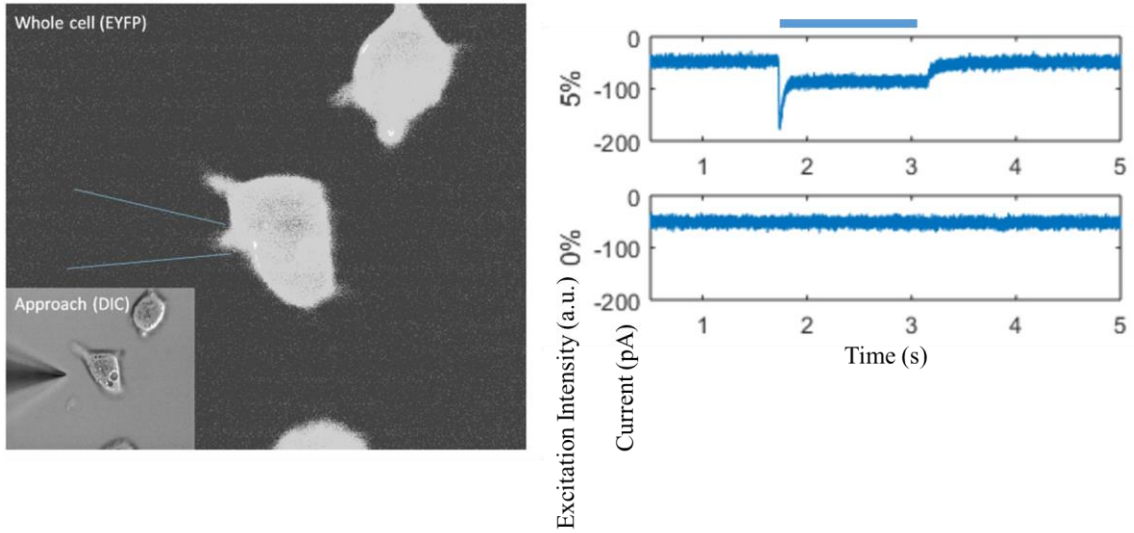 Whole cell (EYFP)
Approach (DIC)
0
-100
-200
5%
1 2 3 4 5
0
-100
-200
0%
1 2 3 4 5
Time (s)
Excitation Intensity (a.u.)
Current (pA)